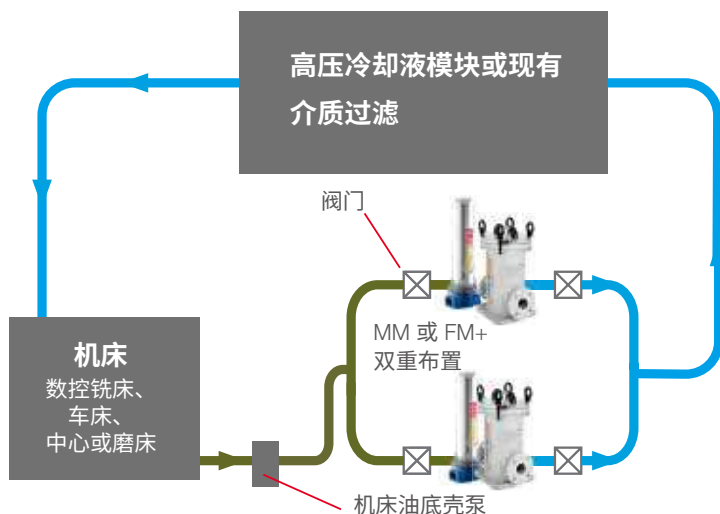 高压冷却液模块或现有
介质过滤
阀门
机床
数控铣床、
车床、
中心或磨床
MM 或 FM+
双重布置
机床油底壳泵